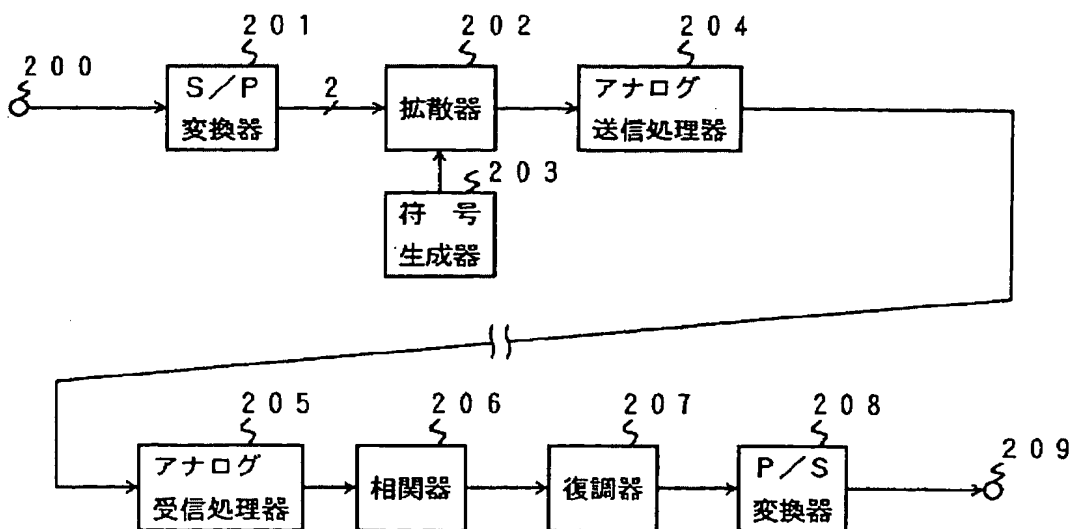 200
201
202
204
S/P
変換器
2
拡散器
アナログ
送信処理器
203
符号
生成器
205
206
207
208
209
アナログ
受信処理器
相関器
復調器
P/S
変換器